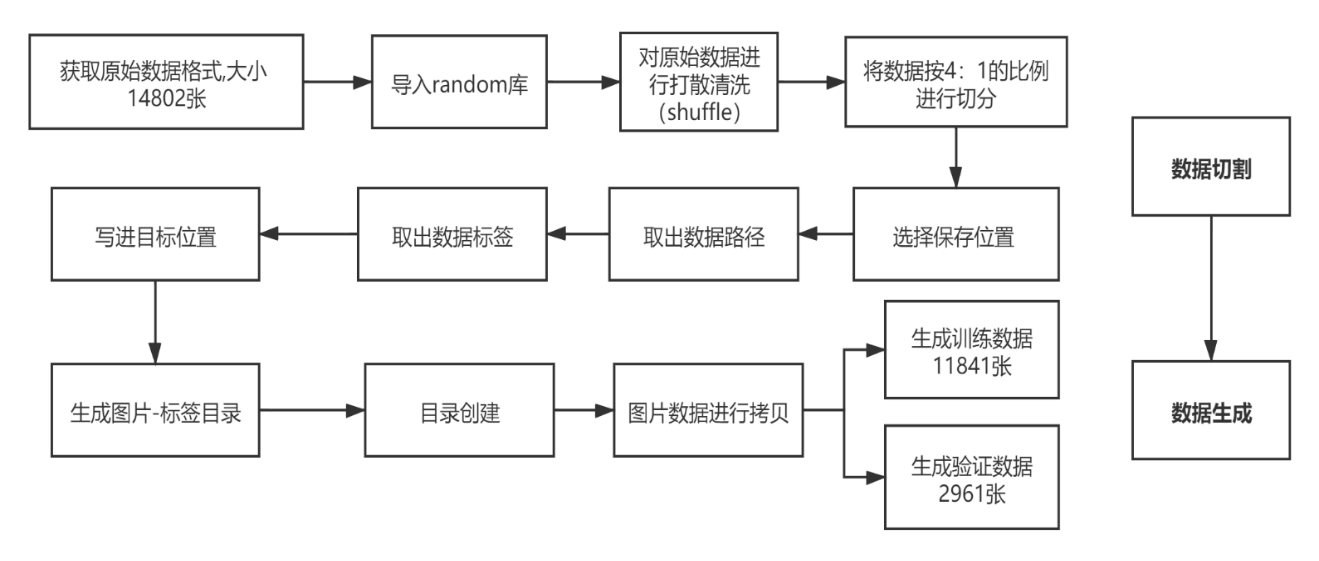 获取原始数据格式,大小
14802张
导入random库
对原始数据进
行打散清洗
（shuffle）
将数据按4：1的比例
进行切分
数据切割
写进目标位置
取出数据标签
取出数据路径
选择保存位置
生成图片-标签目录
目录创建
图片数据进行拷贝
生成训练数据
11841张
生成验证数据
2961张
数据生成